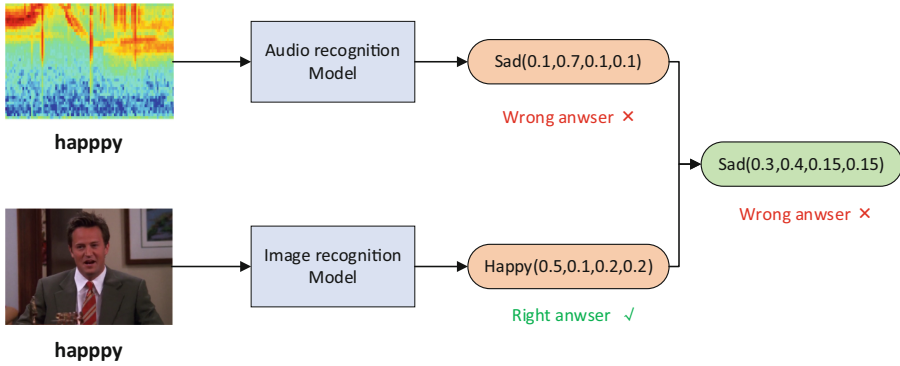 happpy
Audio recognition
Model
Sad(0.1,0.7,0.1,0.1)
Wrong anwser ×
Sad(0.3,0.4,0.15,0.15)
Wrong anwser ×
happpy
Image recognition
Model
Happy(0.5,0.1,0.2,0.2)
Right anwser √